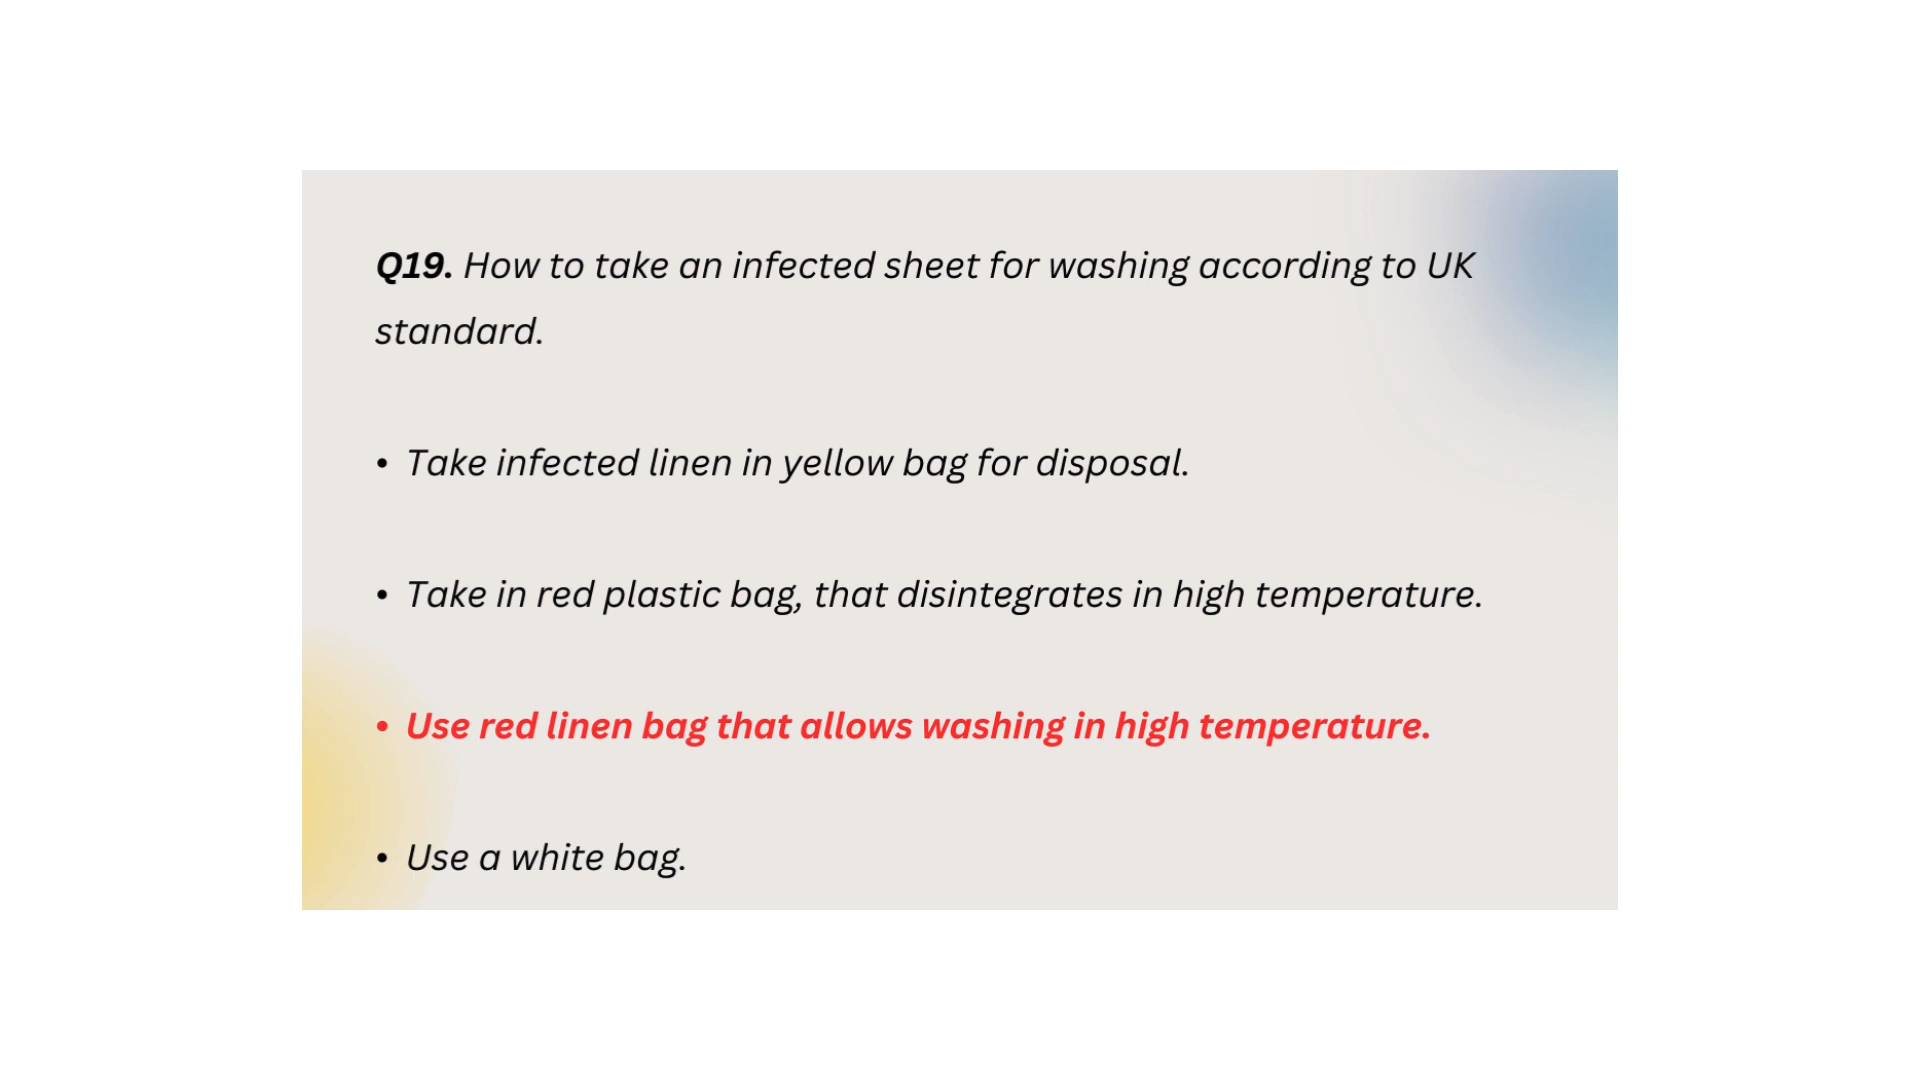 Q19. How to take an infected sheet for washing according to UK
standard.
• Take infected linen in yellow bag for disposal.
• Take in red plastic bag, that disintegrates in high temperature.
• Use red linen bag that allows washing in high temperature.
• Use a white bag.